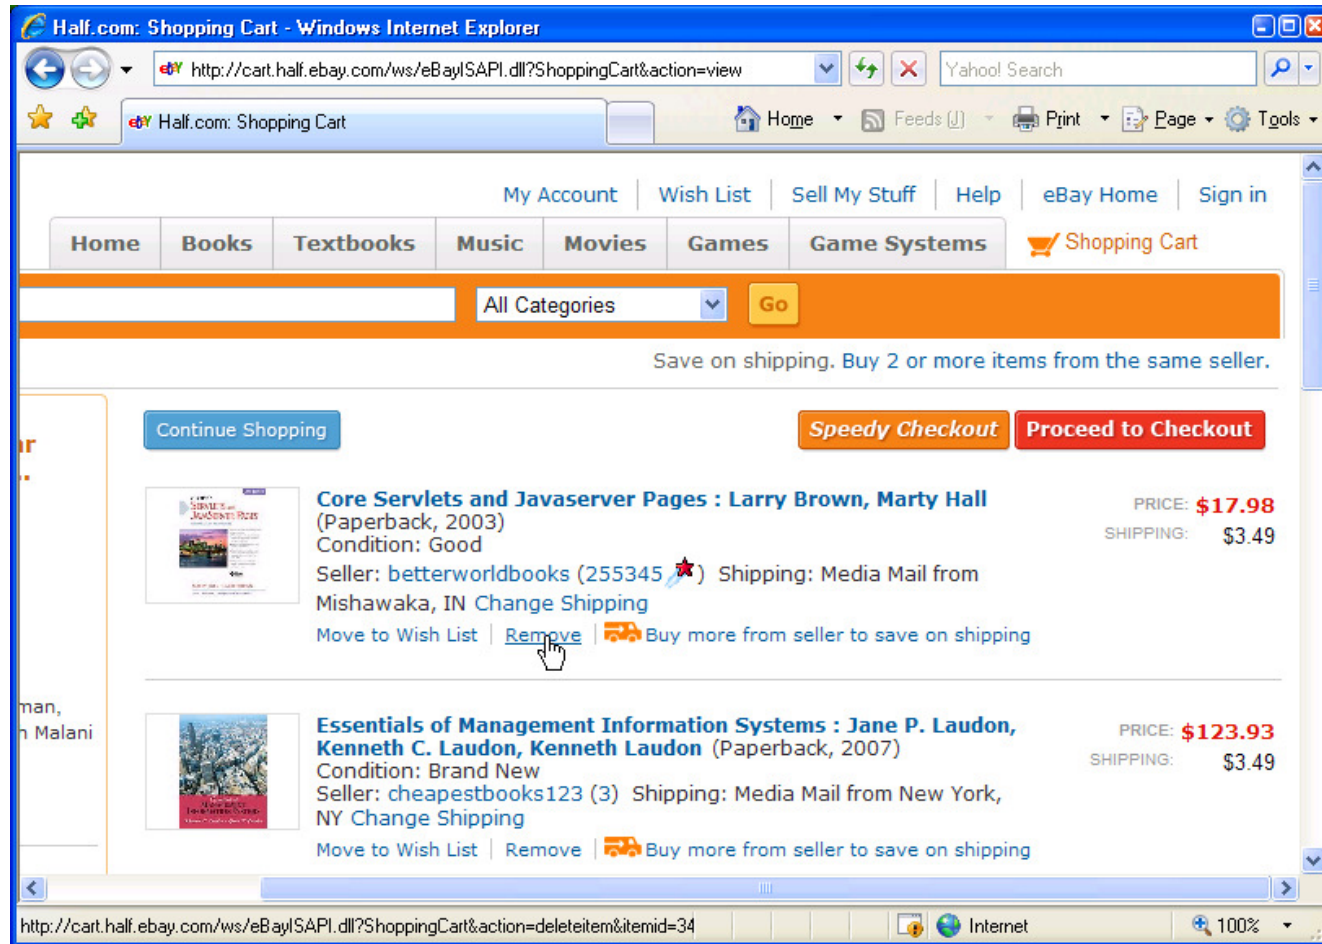 Half.com: Shopping Cart - Windows Internet Explorer
http://cart.half.ebay.com/ws/eBayISAPI.dll?ShoppingCart&action=view
Yahoo! Search
Half.com: Shopping Cart
Home
Feeds (J)
Print
Page
Tools
My Account
Wish List
Sell My Stuff
Help
eBay Home
Sign in
Home
Books
Textbooks
Music
Movies
Games
Game Systems
Shopping Cart
All Categories
Go
Save on shipping. Buy 2 or more items from the same seller.
Continue Shopping
Speedy Checkout
Proceed to Checkout
Core Servlets and Javaserver Pages : Larry Brown, Marty Hall
(Paperback, 2003)
Condition: Good
Seller: betterworldbooks (255345) Shipping: Media Mail from
Mishawaka, IN Change Shipping
Move to Wish List | Remove | Buy more from seller to save on shipping
PRICE: $17.98
SHIPPING: $3.49
man,
n Malani
Essentials of Management Information Systems : Jane P. Laudon,
Kenneth C. Laudon, Kenneth Laudon (Paperback, 2007)
Condition: Brand New
Seller: cheapestbooks123 (3) Shipping: Media Mail from New York,
NY Change Shipping
Move to Wish List | Remove | Buy more from seller to save on shipping
PRICE: $123.93
SHIPPING: $3.49
http://cart.half.ebay.com/ws/eBayISAPI.dll?ShoppingCart&action=deleteitem&itemid=34
Internet
100%